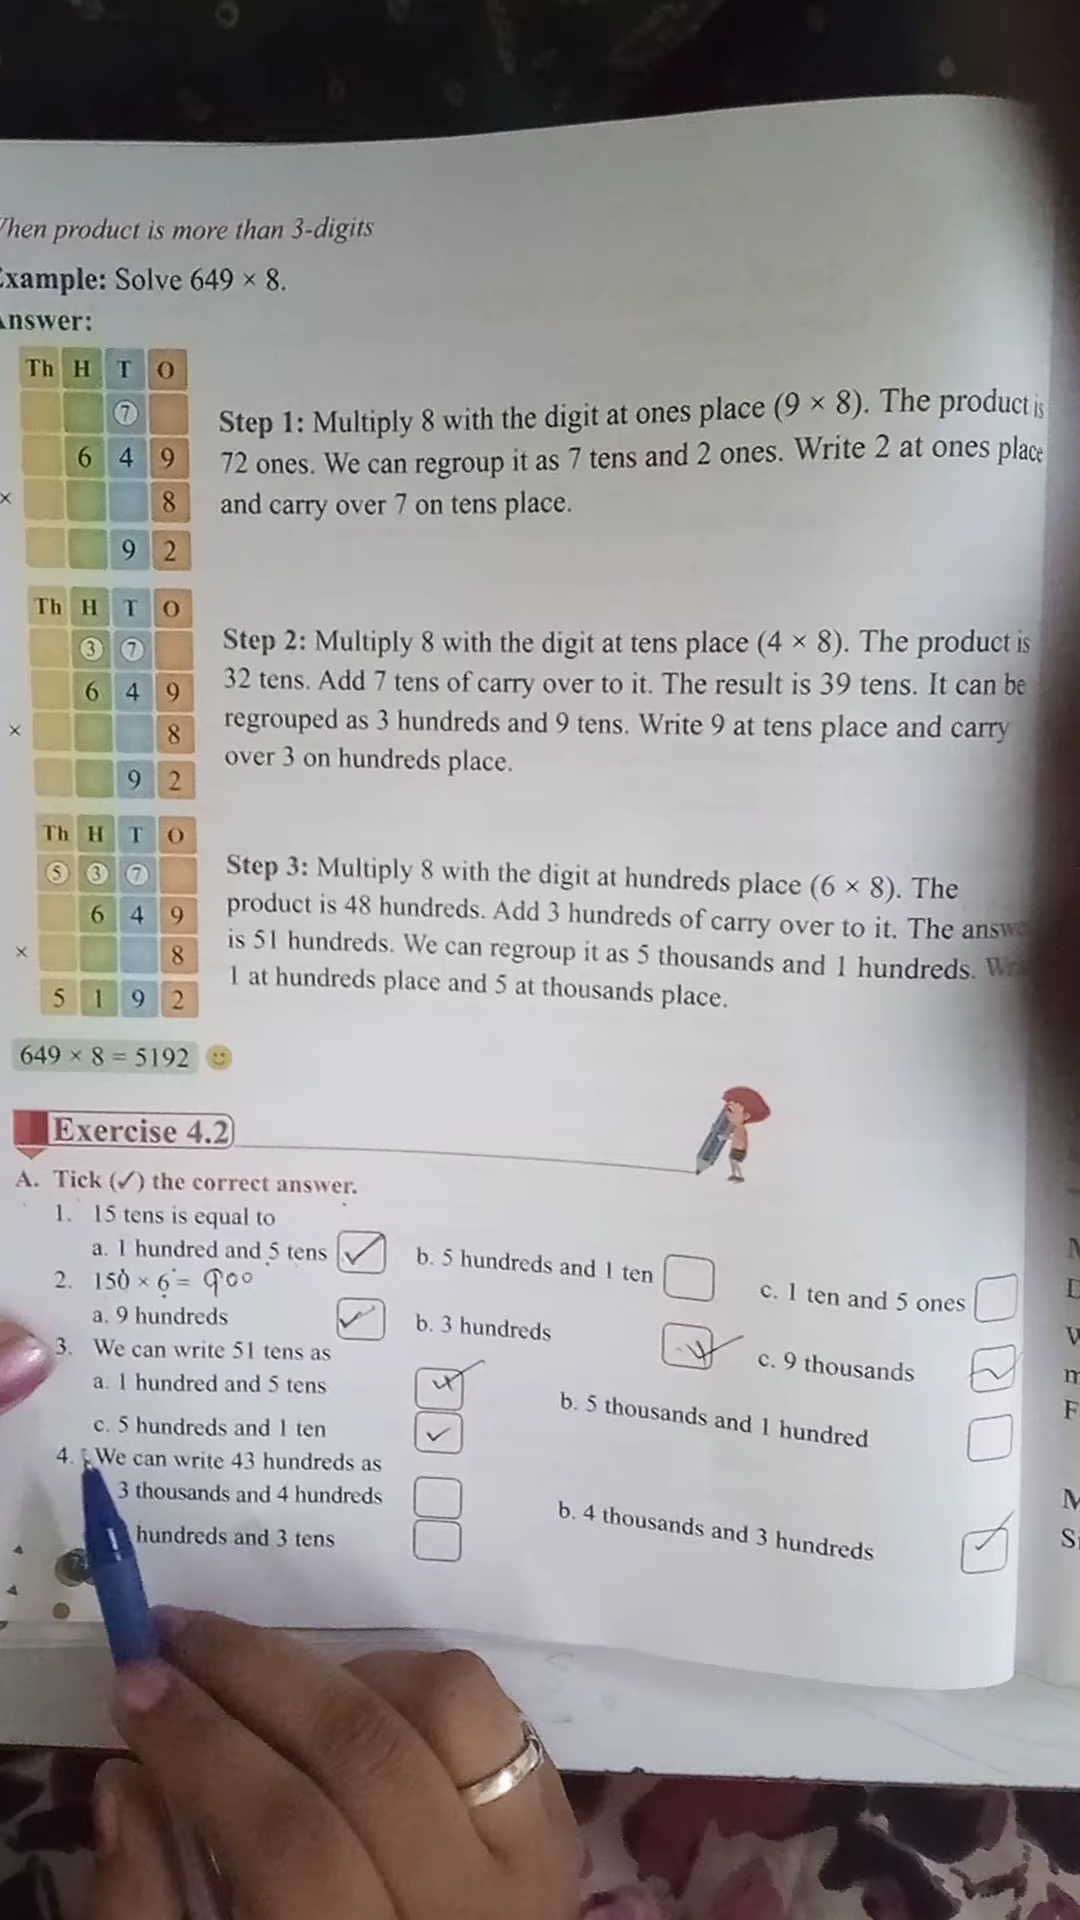 hen product is more than 3-digits
xample: Solve 649 × 8.
nswer:
Th H T O
7
6 4 9
× 8
9 2
Step 1: Multiply 8 with the digit at ones place (9 × 8). The product is
72 ones. We can regroup it as 7 tens and 2 ones. Write 2 at ones place
and carry over 7 on tens place.
Th H T O
3 7
6 4 9
× 8
9 2
Step 2: Multiply 8 with the digit at tens place (4 × 8). The product is
32 tens. Add 7 tens of carry over to it. The result is 39 tens. It can be
regrouped as 3 hundreds and 9 tens. Write 9 at tens place and carry
over 3 on hundreds place.
Th H T O
5 3 7
6 4 9
× 8
5 1 9 2
Step 3: Multiply 8 with the digit at hundreds place (6 × 8). The
product is 48 hundreds. Add 3 hundreds of carry over to it. The answe
is 51 hundreds. We can regroup it as 5 thousands and 1 hundreds.
1 at hundreds place and 5 at thousands place.
649 × 8 = 5192
Exercise 4.2
A. Tick (✓) the correct answer.
1. 15 tens is equal to
a. 1 hundred and 5 tens ✓ b. 5 hundreds and 1 ten c. 1 ten and 5 ones
2. 150 × 6 = 900
a. 9 hundreds ✓ b. 3 hundreds c. 9 thousands
3. We can write 51 tens as
a. 1 hundred and 5 tens b. 5 thousands and 1 hundred
c. 5 hundreds and 1 ten ✓
4. We can write 43 hundreds as
3 thousands and 4 hundreds b. 4 thousands and 3 hundreds ✓
hundreds and 3 tens